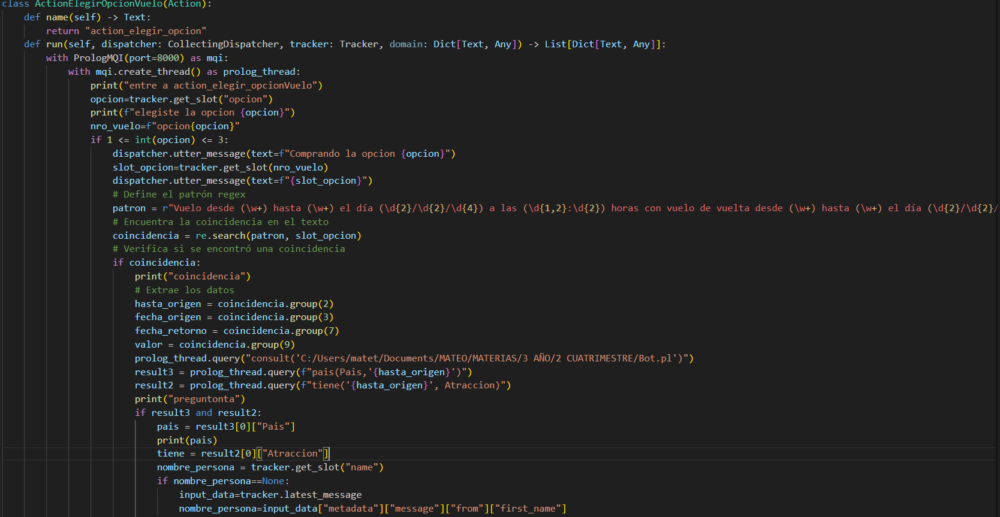 class ActionElegirOpcionVuelo(Action):
    def name(self) -> Text:
        return "action_elegir_opcion"
    def run(self, dispatcher: CollectingDispatcher, tracker: Tracker, domain: Dict[Text, Any]) -> List[Dict[Text, Any]]:
        with PrologMQI(port=8000) as mqi:
            with mqi.create_thread() as prolog_thread:
                print("entre a action_elegir_opcionVuelo")
                opcion=tracker.get_slot("opcion")
                print(f"elegiste la opcion {opcion}")
                nro_vuelo=f"opcion{opcion}"
                if 1 <= int(opcion) <= 3:
                    dispatcher.utter_message(text=f"Comprando la opcion {opcion}")
                    slot_opcion=tracker.get_slot(nro_vuelo)
                    dispatcher.utter_message(text=f"{slot_opcion}")
                    # Define el patrón regex
                    patron = r"Vuelo desde (\w+) hasta (\w+) el día (\d{2}/\d{2}/\d{4}) a las (\d{1,2}:\d{2}) horas con vuelo de vuelta desde (\w+) hasta (\w+) el día (\d{2}/\d{2}/
                    # Encuentra la coincidencia en el texto
                    coincidencia = re.search(patron, slot_opcion)
                    # Verifica si se encontró una coincidencia
                    if coincidencia:
                        print("coincidencia")
                        # Extrae los datos
                        hasta_origen = coincidencia.group(2)
                        fecha_origen = coincidencia.group(3)
                        fecha_retorno = coincidencia.group(7)
                        valor = coincidencia.group(9)
                        prolog_thread.query("consult('C:/Users/matet/Documents/MATEO/MATERIAS/3 AÑO/2 CUATRIMESTRE/Bot.pl')")
                        result3 = prolog_thread.query(f"pais(Pais,'{hasta_origen}')")
                        result2 = prolog_thread.query(f"tiene('{hasta_origen}', Atraccion)")
                        print("preguntonta")
                        if result3 and result2:
                            pais = result3[0]["Pais"]
                            print(pais)
                            tiene = result2[0]["Atraccion"]
                            nombre_persona = tracker.get_slot("name")
                            if nombre_persona==None:
                                input_data=tracker.latest_message
                                nombre_persona=input_data["metadata"]["message"]["from"]["first_name"]